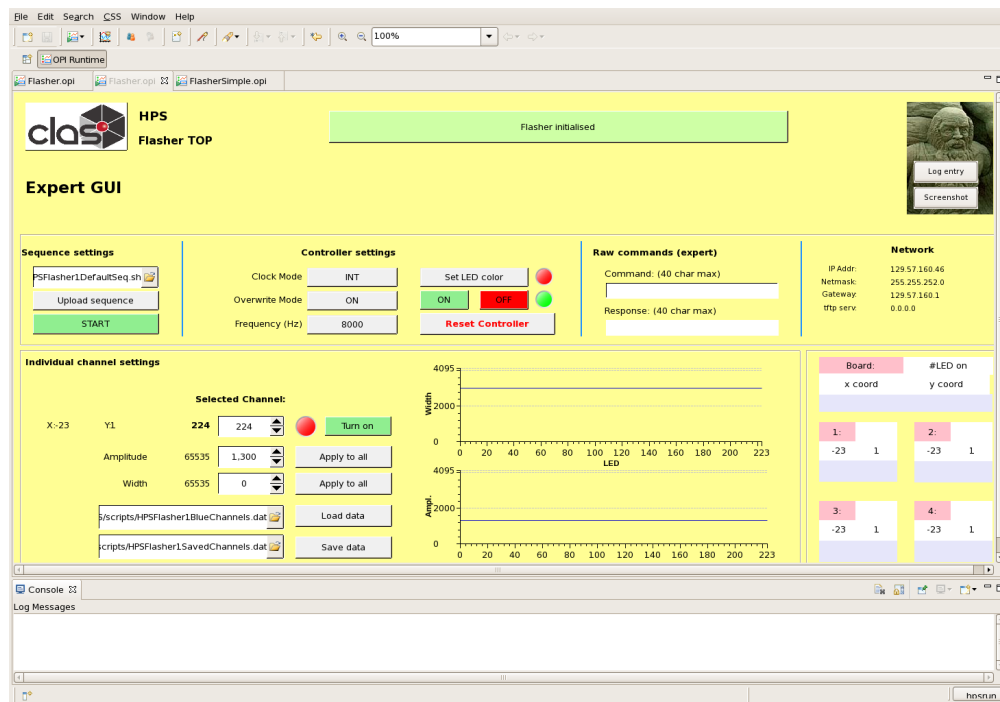 File Edit Search CSS Window Help
100%
OPI Runtime
Flasher.opi Flasher.opi FlasherSimple.opi
clas
HPS
Flasher TOP
Flasher initialised
Expert GUI
Log entry
Screenshot
Sequence settings
PSFlasher1DefaultSeq.sh
Upload sequence
START
Controller settings
Clock Mode INT Set LED color
Overwrite Mode ON ON OFF
Frequency (Hz) 8000 Reset Controller
Raw commands (expert)
Command: (40 char max)
Response: (40 char max)
Network
IP Addr: 129.57.160.46
Netmask: 255.255.252.0
Gateway: 129.57.160.1
tftp serv: 0.0.0.0
Individual channel settings
Selected Channel:
X:-23 Y:1 224 224 Turn on
Amplitude 65535 1,300 Apply to all
Width 65535 0 Apply to all
S/scripts/HPSFlasher1BlueChannels.dat Load data
scripts/HPSFlasher1SavedChannels.dat Save data
4095
Width
2000
0
0 20 40 60 80 100 120 140 160 180 200 223
LED
4095
Ampl.
2000
0
0 20 40 60 80 100 120 140 160 180 200 223
Board: #LED on
x coord y coord
1: 2:
-23 1 -23 1
3: 4:
-23 1 -23 1
Console
Log Messages
hpsrun